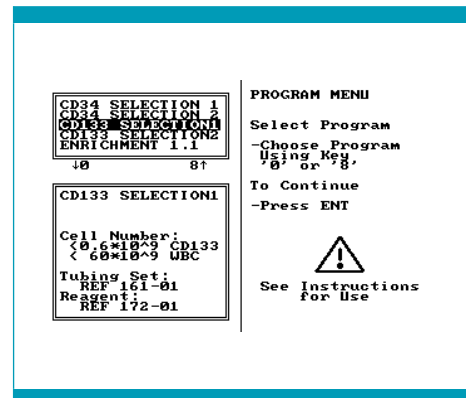 CD34 SELECTION 1
CD34 SELECTION 2
CD133 SELECTION1
CD133 SELECTION2
ENRICHMENT 1.1
↓0 8↑
CD133 SELECTION1
Cell Number:
<0.6*10^9 CD133
< 60*10^9 WBC
Tubing Set:
REF 161-01
Reagent:
REF 172-01
PROGRAM MENU
Select Program
-Choose Program
Using Key
'0' or '8'
To Continue
-Press ENT
See Instructions
for Use